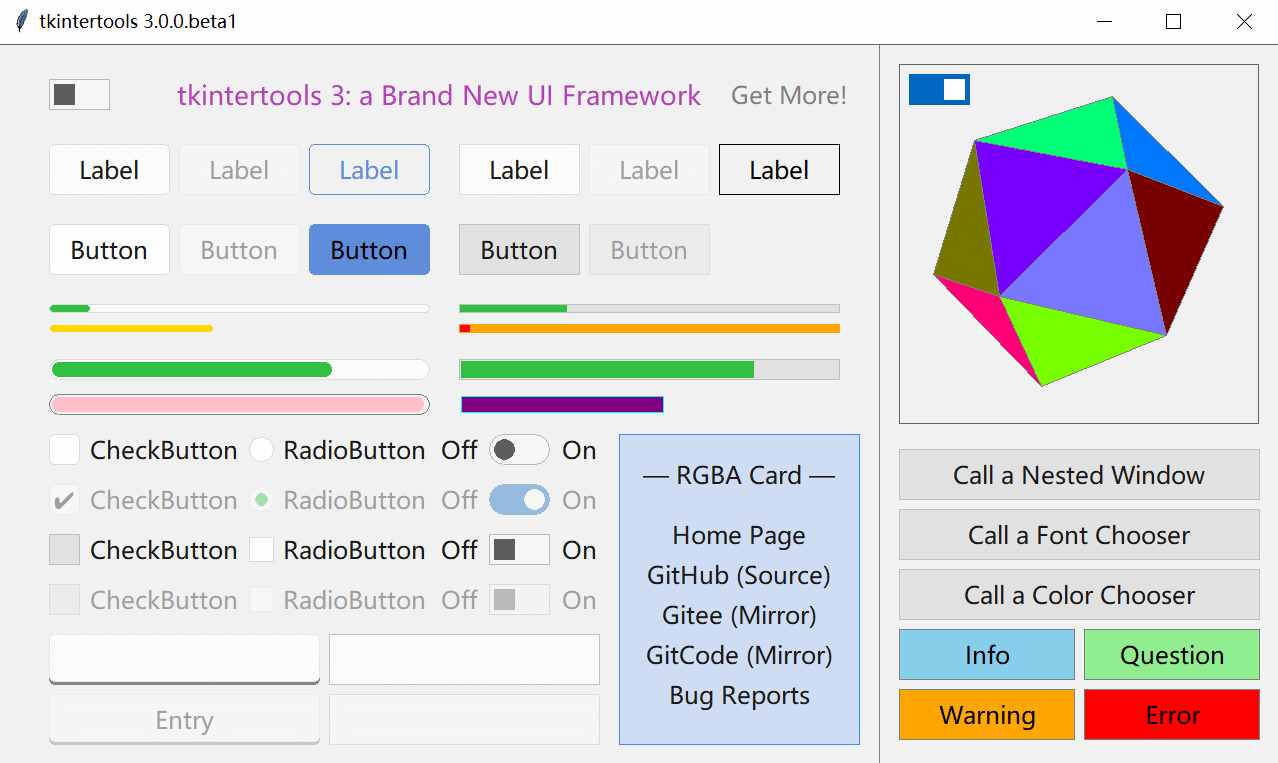 tkintertools 3.0.0.beta1
tkintertools 3: a Brand New UI Framework Get More!
Label Label Label Label Label Label
Button Button Button Button Button
CheckButton RadioButton Off On
CheckButton RadioButton Off On
CheckButton RadioButton Off On
CheckButton RadioButton Off On
Entry
— RGBA Card —
Home Page
GitHub (Source)
Gitee (Mirror)
GitCode (Mirror)
Bug Reports
Call a Nested Window
Call a Font Chooser
Call a Color Chooser
Info Question
Warning Error